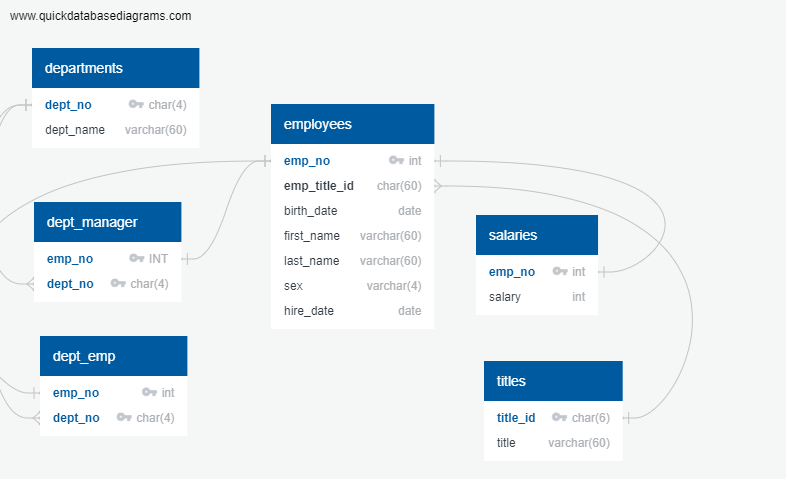 www.quickdatabasediagrams.com
departments
dept_no char(4)
dept_name varchar(60)
employees
emp_no int
emp_title_id char(60)
birth_date date
first_name varchar(60)
last_name varchar(60)
sex varchar(4)
hire_date date
dept_manager
emp_no INT
dept_no char(4)
salaries
emp_no int
salary int
dept_emp
emp_no int
dept_no char(4)
titles
title_id char(6)
title varchar(60)